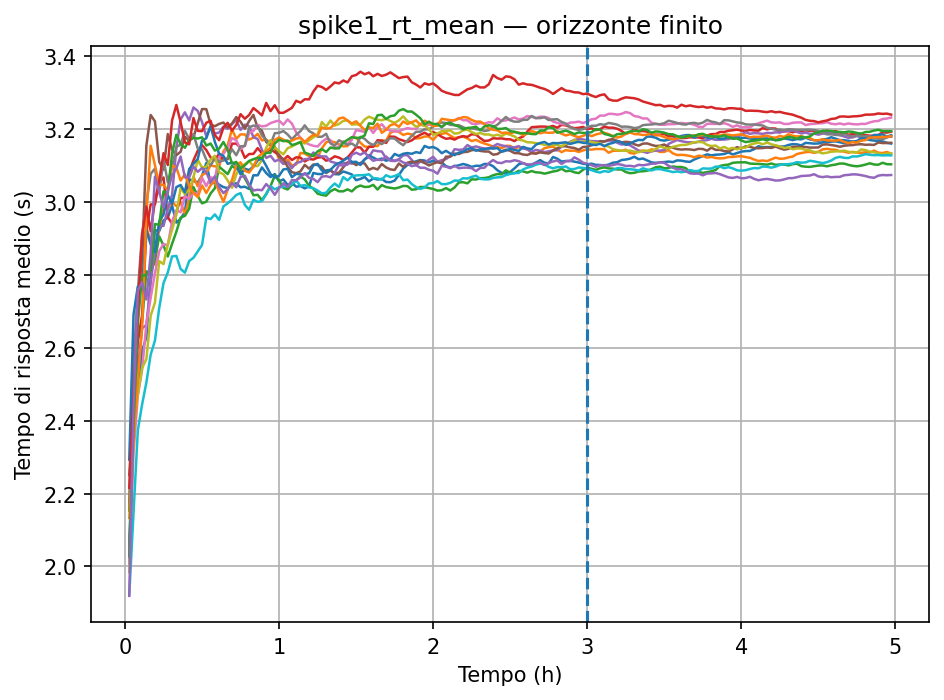 spike1_rt_mean — orizzonte finito
Tempo di risposta medio (s)
3.4
3.2
3.0
2.8
2.6
2.4
2.2
2.0
0 1 2 3 4 5
Tempo (h)